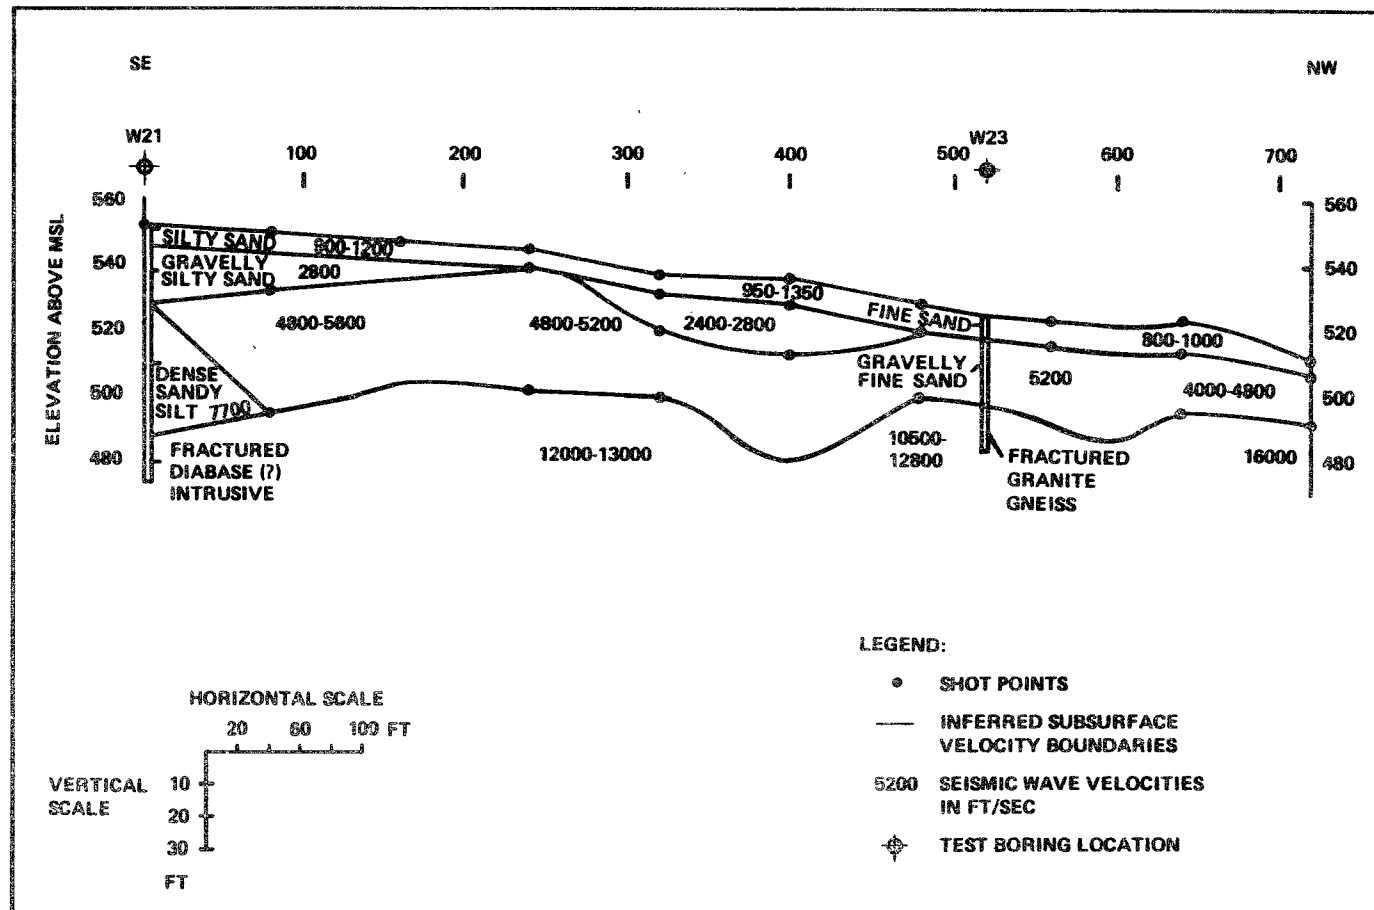 SE
NW
W21
W23
100
200
300
400
500
600
700
ELEVATION ABOVE MSL
560
540
520
500
480
560
540
520
500
480
SILTY SAND
800-1200
GRAVELLY
SILTY SAND
2800
4800-5600
4800-5200
2400-2800
950-1350
FINE SAND
800-1000
GRAVELLY
FINE SAND
5200
4000-4800
DENSE
SANDY
SILT
7700
FRACTURED
DIABASE (?)
INTRUSIVE
12000-13000
10500-
12800
FRACTURED
GRANITE
GNEISS
16000
HORIZONTAL SCALE
20 60 100 FT
VERTICAL
SCALE
10
20
30
FT
LEGEND:
SHOT POINTS
INFERRED SUBSURFACE
VELOCITY BOUNDARIES
5200 SEISMIC WAVE VELOCITIES
IN FT/SEC
TEST BORING LOCATION